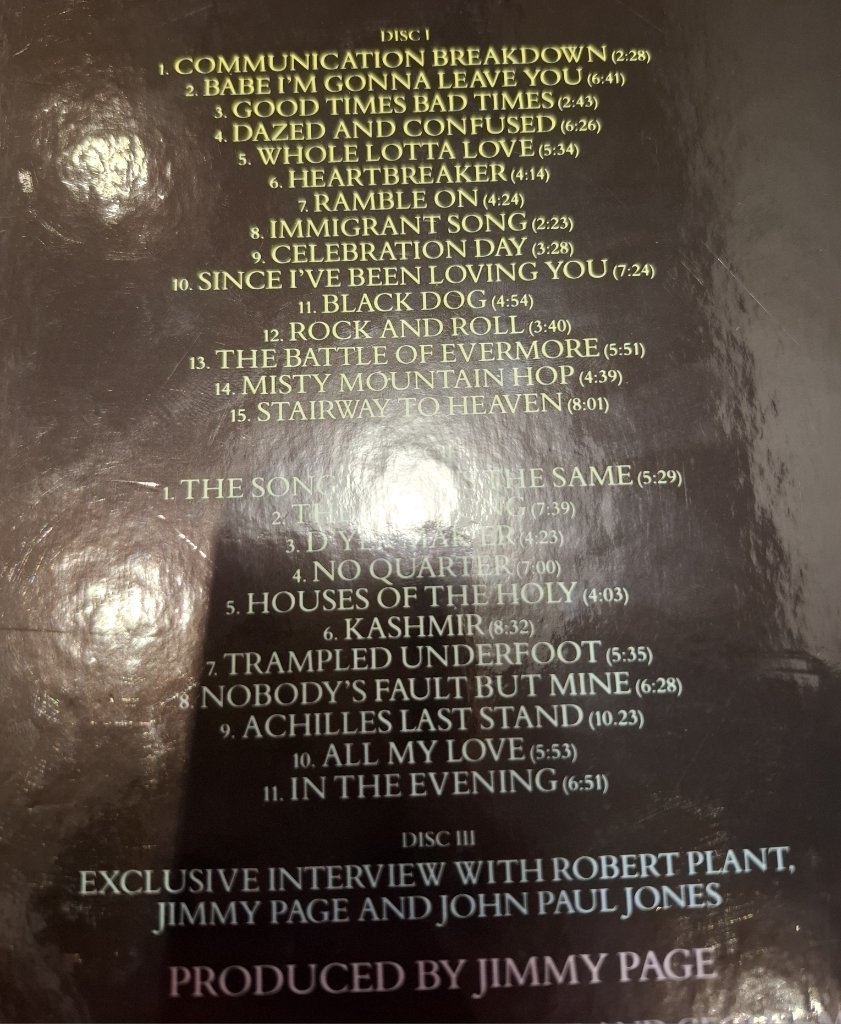 DISC I
1. COMMUNICATION BREAKDOWN (2:28)
2. BABE I'M GONNA LEAVE YOU (6:41)
3. GOOD TIMES BAD TIMES (2:43)
4. DAZED AND CONFUSED (6:26)
5. WHOLE LOTTA LOVE (5:34)
6. HEARTBREAKER (4:14)
7. RAMBLE ON (4:24)
8. IMMIGRANT SONG (2:23)
9. CELEBRATION DAY (3:28)
10. SINCE I'VE BEEN LOVING YOU (7:24)
11. BLACK DOG (4:54)
12. ROCK AND ROLL (3:40)
13. THE BATTLE OF EVERMORE (5:51)
14. MISTY MOUNTAIN HOP (4:39)
15. STAIRWAY TO HEAVEN (8:01)
1. THE SONG THE SAME (5:29)
2. (7:39)
3. (4:23)
4. NO QUARTER (7:00)
5. HOUSES OF THE HOLY (4:03)
6. KASHMIR (8:32)
7. TRAMPLED UNDERFOOT (5:35)
8. NOBODY'S FAULT BUT MINE (6:28)
9. ACHILLES LAST STAND (10.23)
10. ALL MY LOVE (5:53)
11. IN THE EVENING (6:51)
DISC III
EXCLUSIVE INTERVIEW WITH ROBERT PLANT,
JIMMY PAGE AND JOHN PAUL JONES
PRODUCED BY JIMMY PAGE